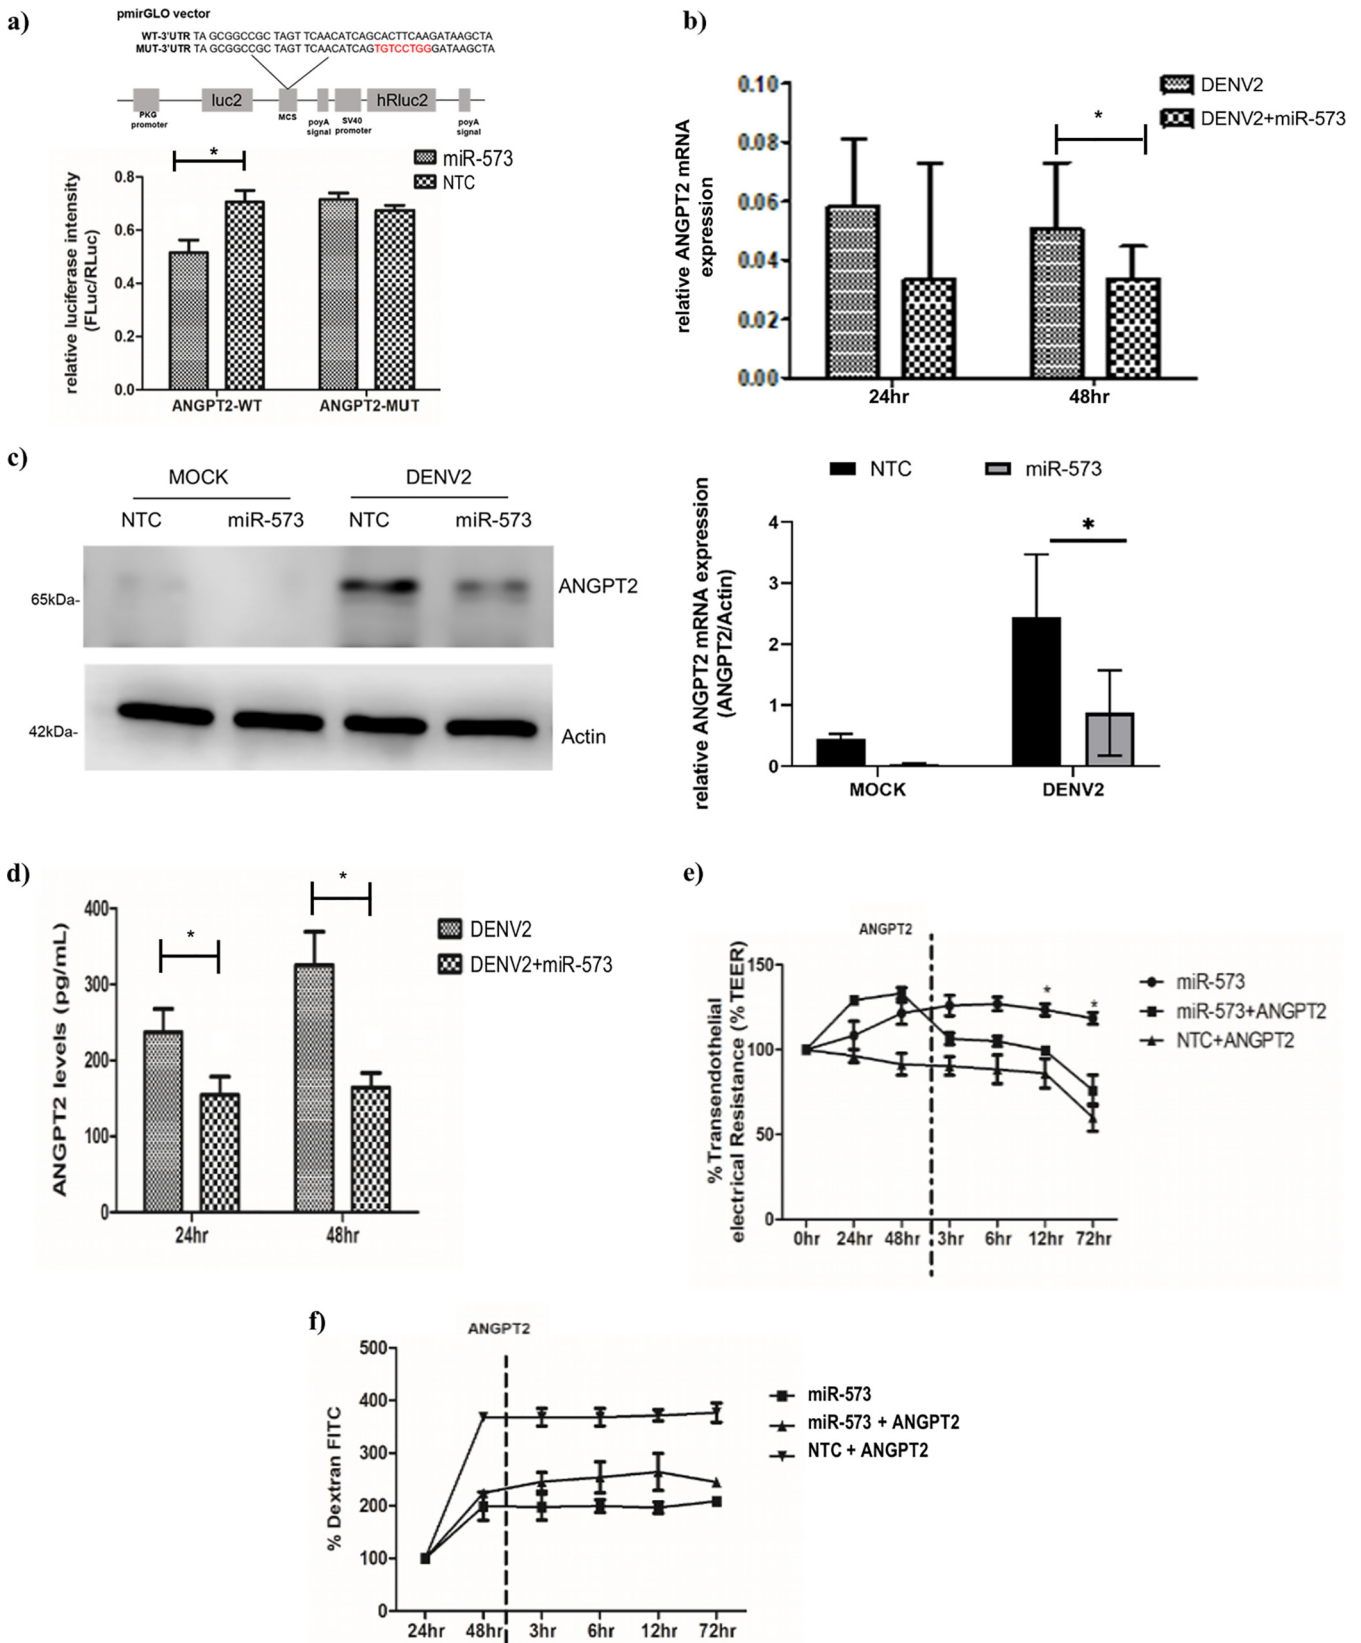 a)
pmirGLO vector
WT-3'UTR TA GCGGCCGC TAGT TCAACATCAGCACTTCAAGATAAGCTA
MUT-3'UTR TA GCGGCCGC TAGT TCAACATCAGTGTCCTGGGATAAGCTA
luc2
hRluc2
PKG promoter
MCS
poyA signal
SV40 promoter
poyA signal
*
miR-573
NTC
relative luciferase intensity
(FLuc/RLuc)
0.8
0.6
0.4
0.2
0.0
ANGPT2-WT
ANGPT2-MUT
b)
DENV2
DENV2+miR-573
*
relative ANGPT2 mRNA
expression
0.10
0.08
0.06
0.04
0.02
0.00
24hr
48hr
c)
MOCK
DENV2
NTC
miR-573
NTC
miR-573
65kDa-
ANGPT2
42kDa-
Actin
NTC
miR-573
*
relative ANGPT2 mRNA expression
(ANGPT2/Actin)
4
3
2
1
0
MOCK
DENV2
d)
*
*
DENV2
DENV2+miR-573
ANGPT2 levels (pg/mL)
400
300
200
100
0
24hr
48hr
e)
ANGPT2
miR-573
miR-573+ANGPT2
NTC+ANGPT2
*
*
%Transendothelial
electrical Resistance (% TEER)
150
100
50
0
0hr
24hr
48hr
3hr
6hr
12hr
72hr
f)
ANGPT2
miR-573
miR-573 + ANGPT2
NTC + ANGPT2
% Dextran FITC
500
400
300
200
100
0
24hr
48hr
3hr
6hr
12hr
72hr